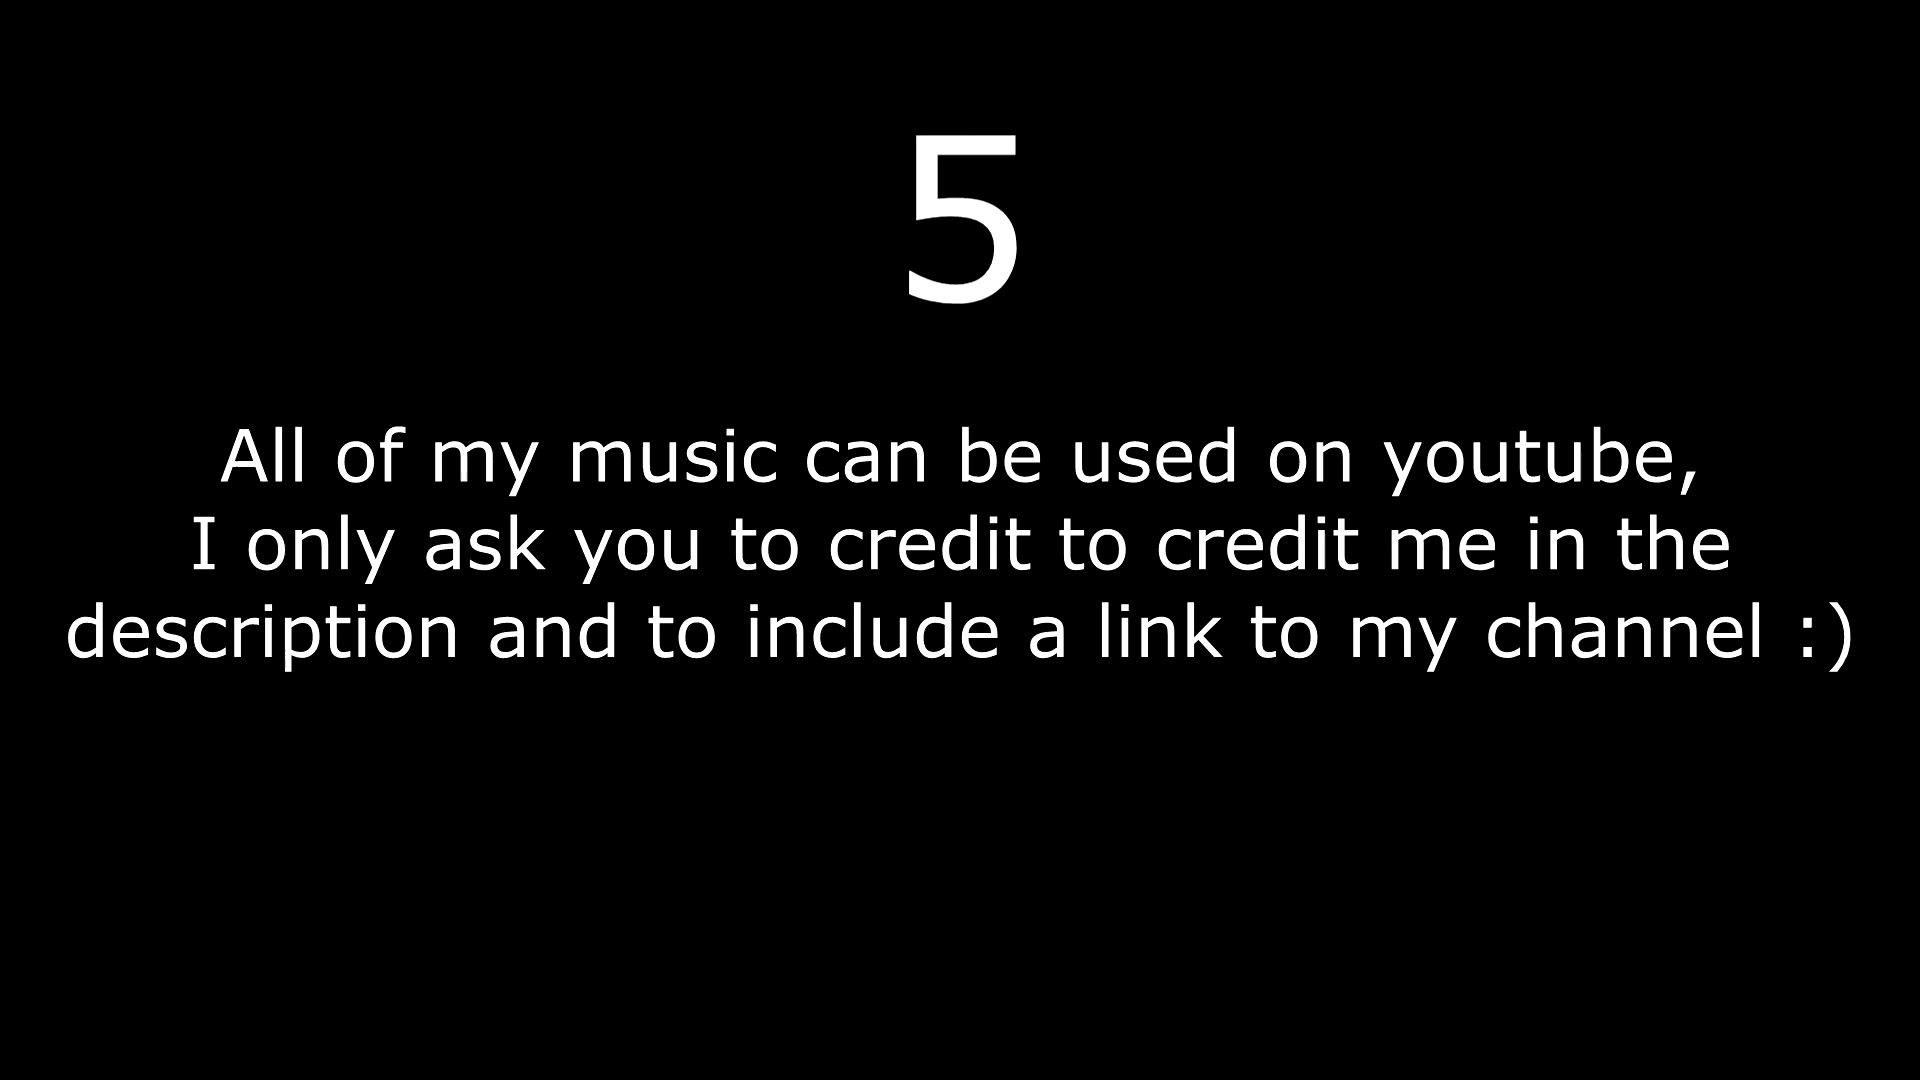 5
All of my music can be used on youtube,
I only ask you to credit to credit me in the
description and to include a link to my channel :)